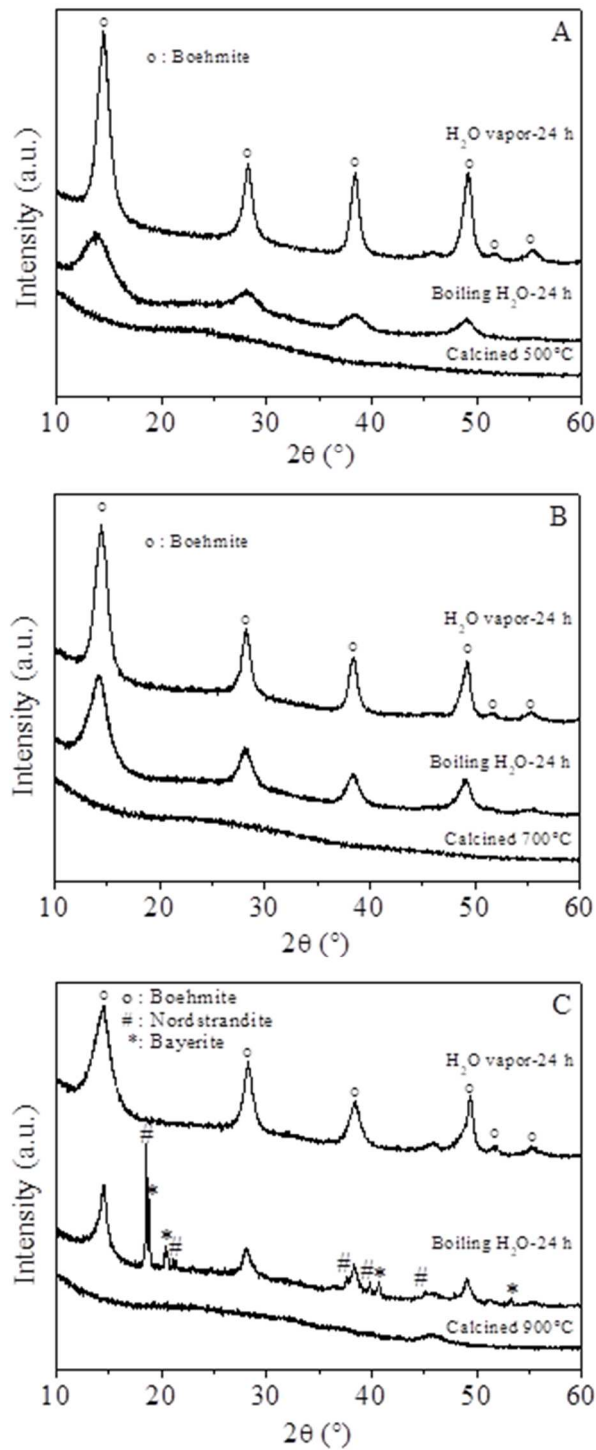 A
o : Boehmite
H₂O vapor-24 h
Boiling H₂O-24 h
Calcined 500°C
Intensity (a.u.)
10 20 30 40 50 60
2θ (°)
B
o : Boehmite
H₂O vapor-24 h
Boiling H₂O-24 h
Calcined 700°C
Intensity (a.u.)
10 20 30 40 50 60
2θ (°)
C
o : Boehmite
# : Nordstrandite
* : Bayerite
H₂O vapor-24 h
Boiling H₂O-24 h
Calcined 900°C
Intensity (a.u.)
10 20 30 40 50 60
2θ (°)